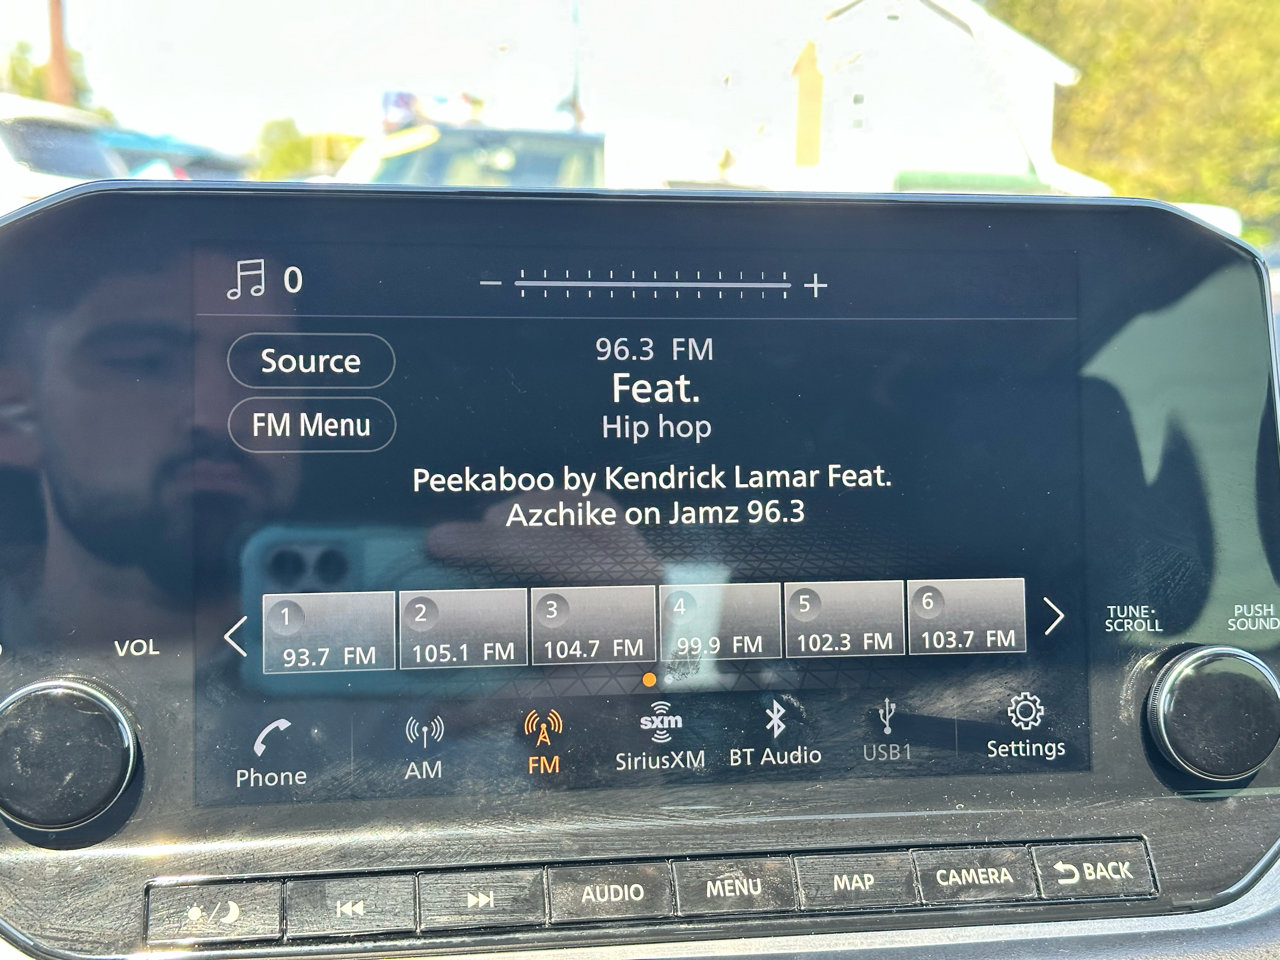 0 − +
Source
FM Menu
96.3 FM
Feat.
Hip hop
Peekaboo by Kendrick Lamar Feat.
Azchike on Jamz 96.3
1 93.7 FM
2 105.1 FM
3 104.7 FM
4 99.9 FM
5 102.3 FM
6 103.7 FM
VOL
TUNE·
SCROLL
PUSH
SOUND
Phone
AM
FM
sxm
SiriusXM
BT Audio
USB1
Settings
AUDIO
MENU
MAP
CAMERA
BACK